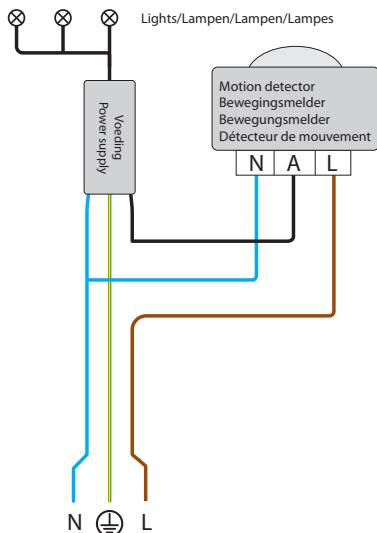 Lights/Lampen/Lampen/Lampes
Motion detector
Bewegingsmelder
Bewegungsmelder
Détecteur de mouvement
N A L
Voeding
Power supply
N L